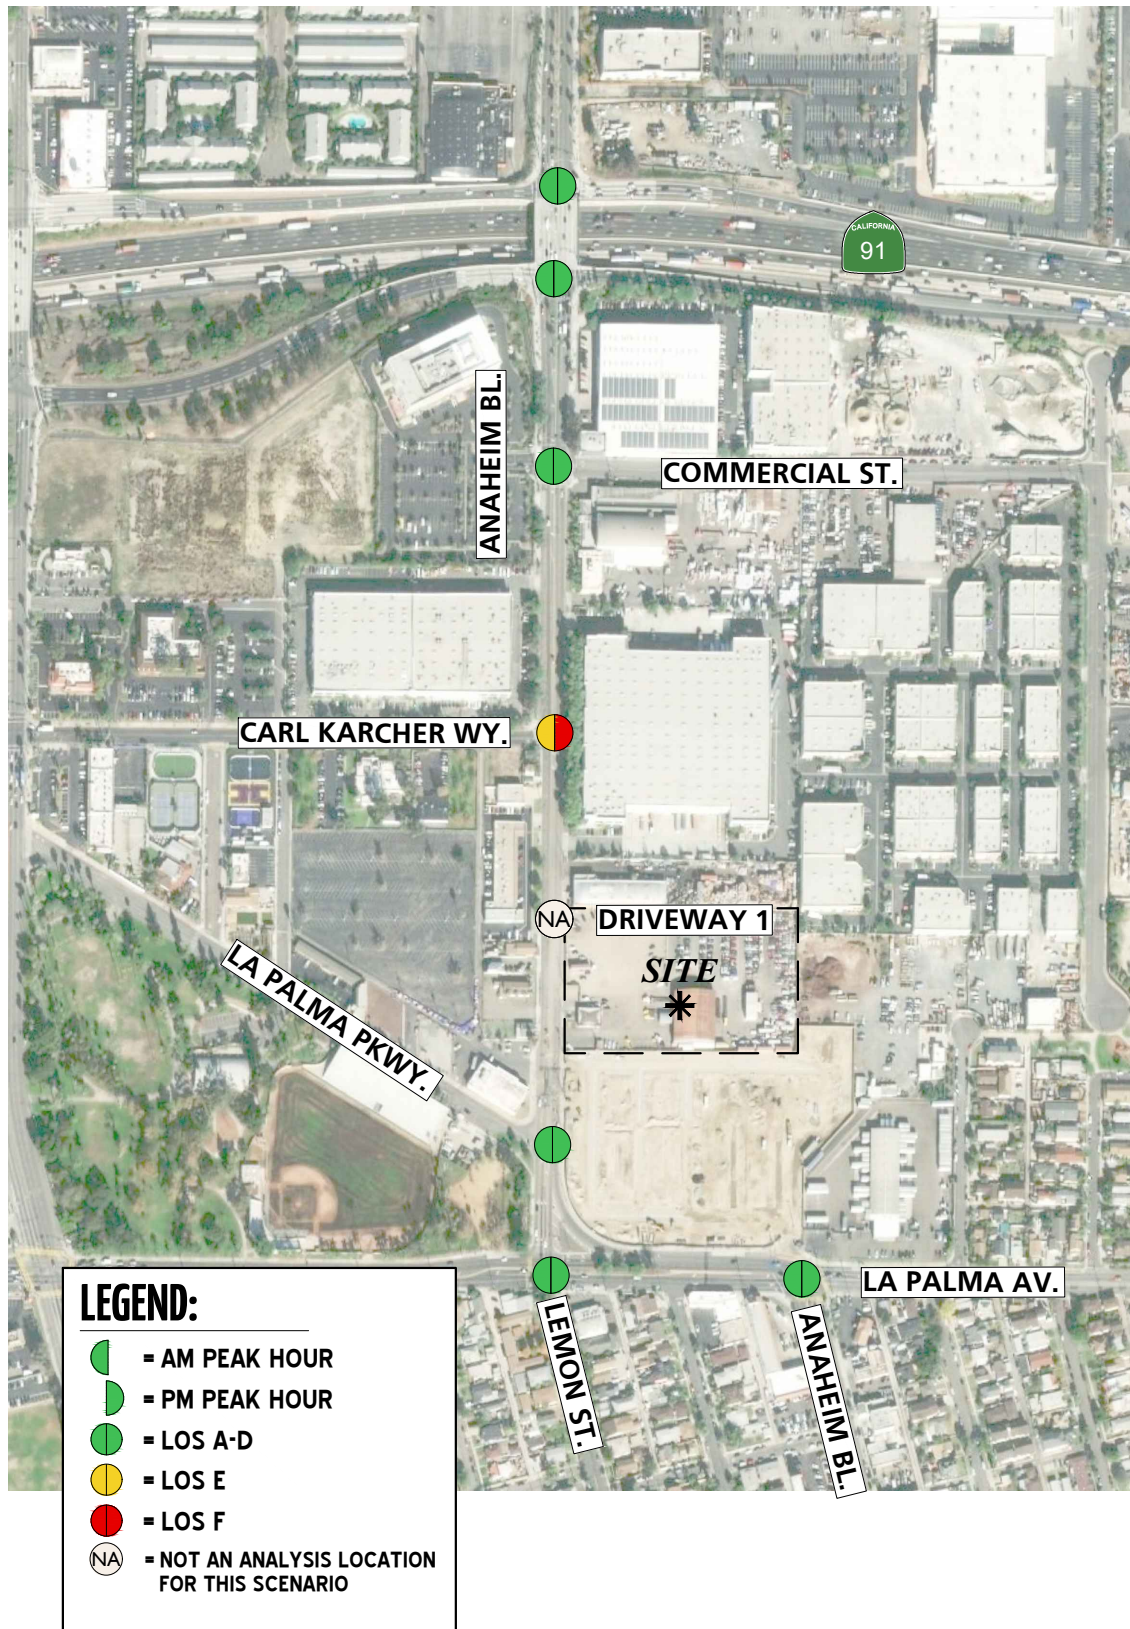 CALIFORNIA
91
ANAHEIM BL.
COMMERCIAL ST.
CARL KARCHER WY.
NA
DRIVEWAY 1
SITE
LA PALMA PKWY.
LA PALMA AV.
LEMON ST.
ANAHEIM BL.
LEGEND:
= AM PEAK HOUR
= PM PEAK HOUR
= LOS A-D
= LOS E
= LOS F
NA = NOT AN ANALYSIS LOCATION
FOR THIS SCENARIO